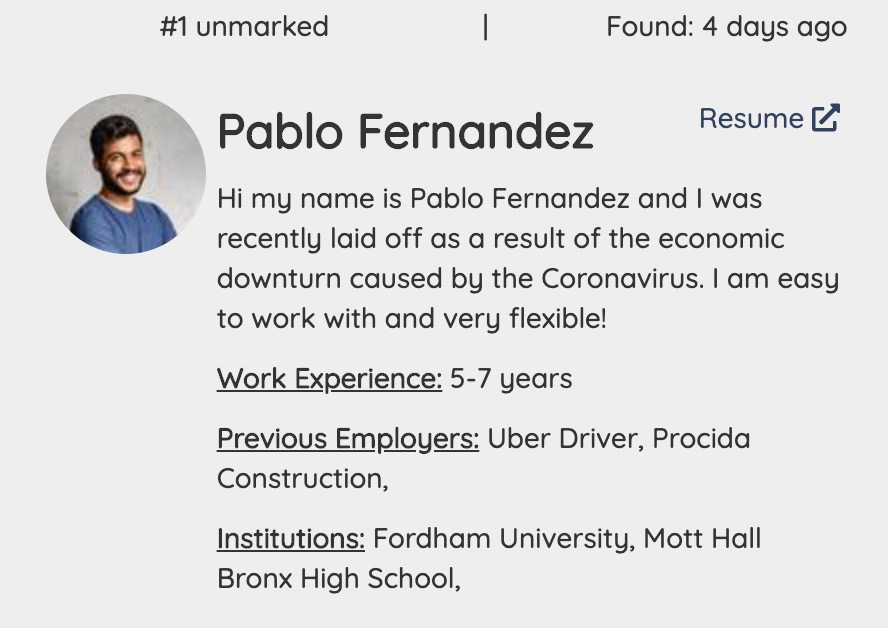 #1 unmarked | Found: 4 days ago
Pablo Fernandez
Resume
Hi my name is Pablo Fernandez and I was
recently laid off as a result of the economic
downturn caused by the Coronavirus. I am easy
to work with and very flexible!
Work Experience: 5-7 years
Previous Employers: Uber Driver, Procida
Construction,
Institutions: Fordham University, Mott Hall
Bronx High School,